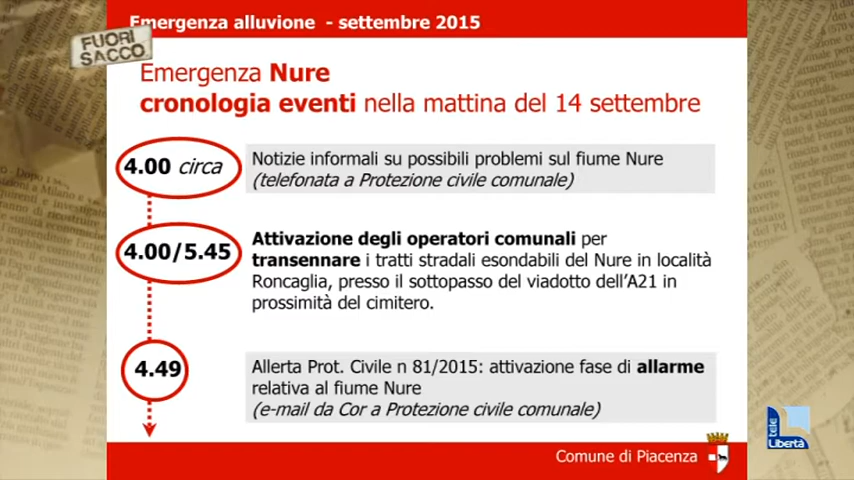 Emergenza alluvione - settembre 2015
FUORI
SACCO
Emergenza Nure
cronologia eventi nella mattina del 14 settembre
4.00 circa
Notizie informali su possibili problemi sul fiume Nure
(telefonata a Protezione civile comunale)
4.00/5.45
Attivazione degli operatori comunali per
transennare i tratti stradali esondabili del Nure in località
Roncaglia, presso il sottopasso del viadotto dell'A21 in
prossimità del cimitero.
4.49
Allerta Prot. Civile n 81/2015: attivazione fase di allarme
relativa al fiume Nure
(e-mail da Cor a Protezione civile comunale)
Comune di Piacenza
tele
Libertà